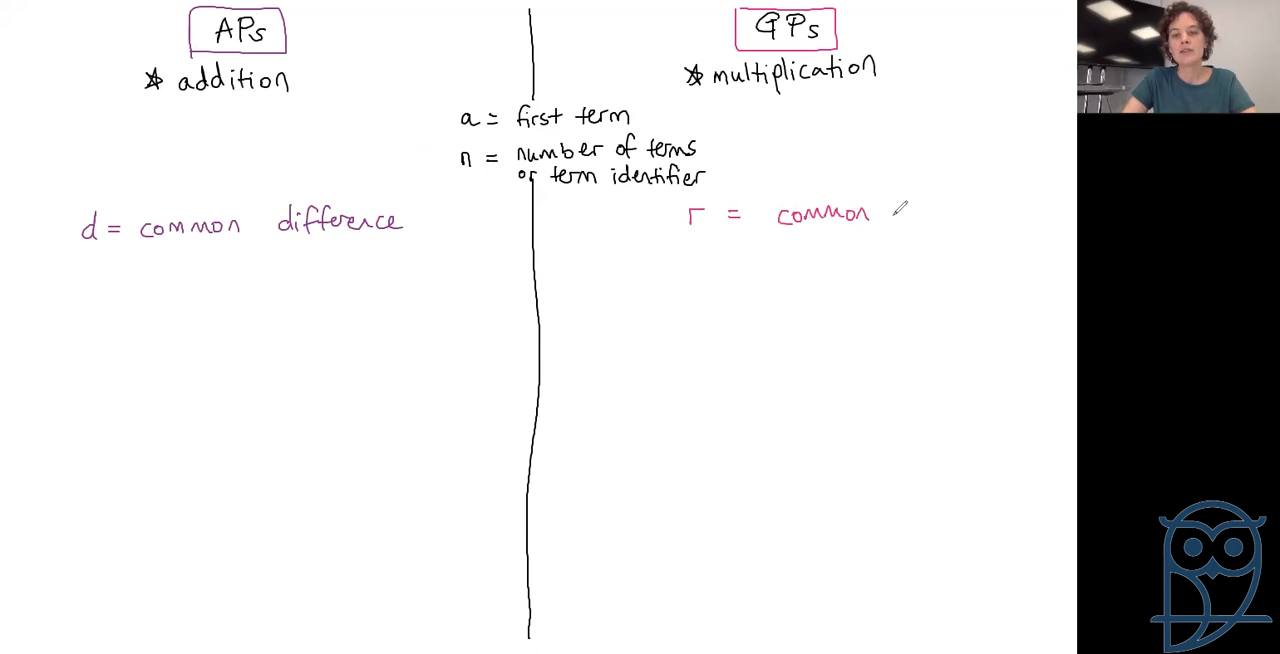 APs
* addition
GPs
* multiplication
a = first term
n = number of terms
or term identifier
d = common difference
r = common